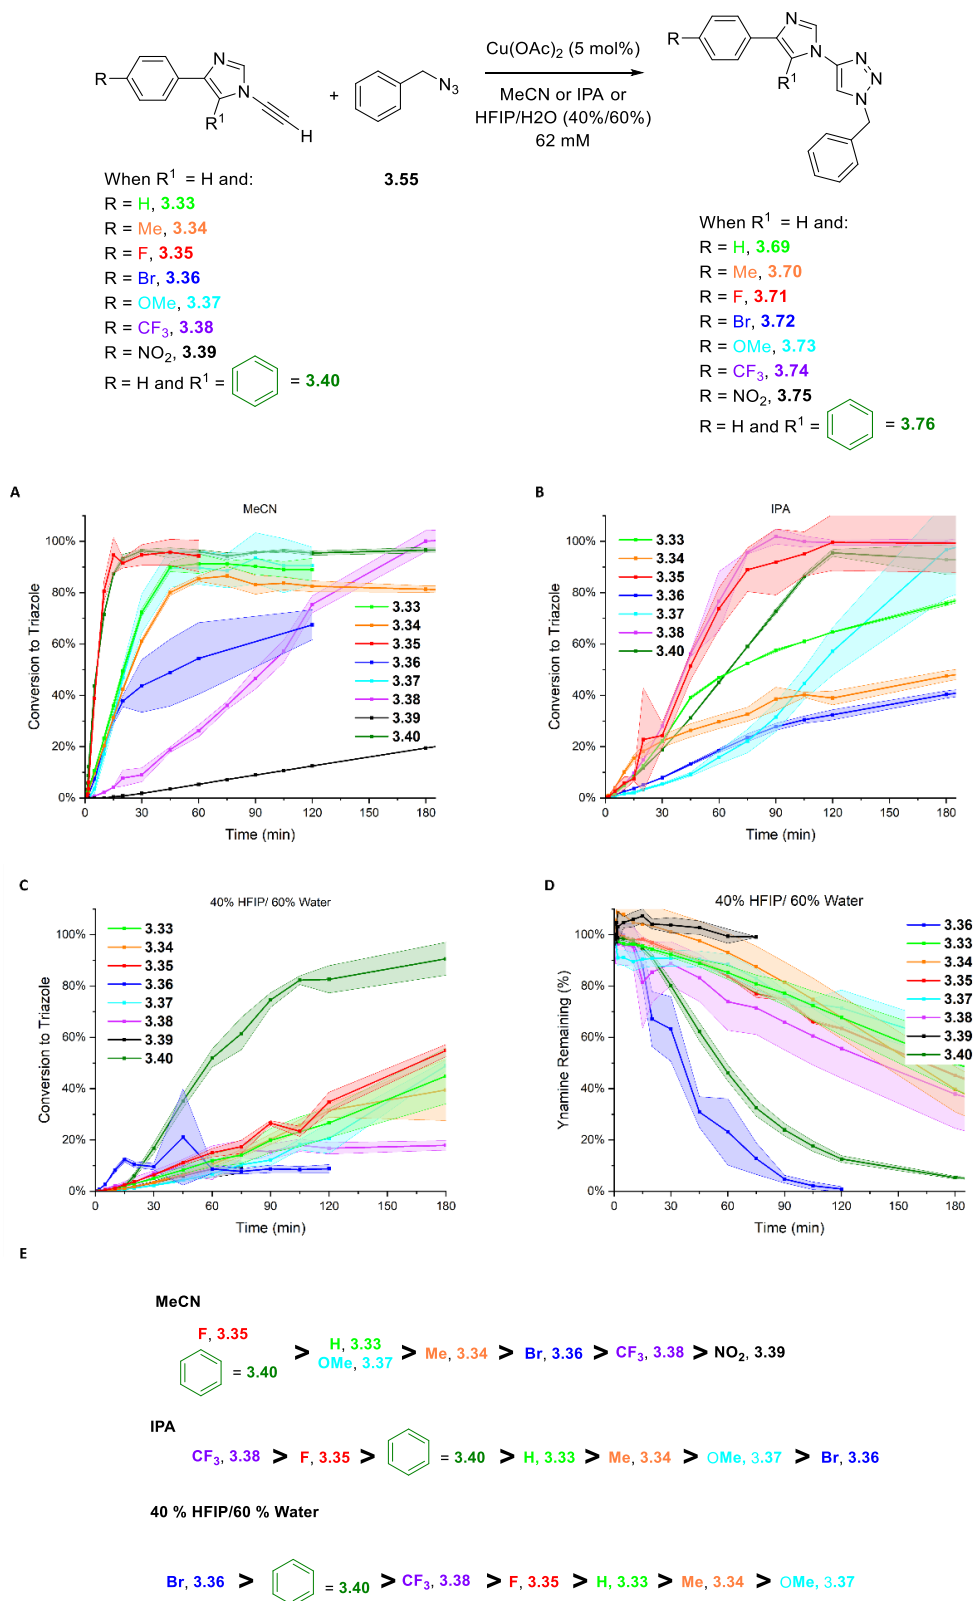 R
N
N
R¹
H
+
N₃
Cu(OAc)₂ (5 mol%)
MeCN or IPA or
HFIP/H2O (40%/60%)
62 mM
R
N
N
R¹
N
N
N
When R¹ = H and:
R = H, 3.33
R = Me, 3.34
R = F, 3.35
R = Br, 3.36
R = OMe, 3.37
R = CF₃, 3.38
R = NO₂, 3.39
R = H and R¹ = = 3.40
3.55
When R¹ = H and:
R = H, 3.69
R = Me, 3.70
R = F, 3.71
R = Br, 3.72
R = OMe, 3.73
R = CF₃, 3.74
R = NO₂, 3.75
R = H and R¹ = = 3.76
A
MeCN
Conversion to Triazole
100%
80%
60%
40%
20%
0%
3.33
3.34
3.35
3.36
3.37
3.38
3.39
3.40
0 30 60 90 120 150 180
Time (min)
B
IPA
Conversion to Triazole
100%
80%
60%
40%
20%
0%
3.33
3.34
3.35
3.36
3.37
3.38
3.40
0 30 60 90 120 150 180
Time (min)
C
40% HFIP/ 60% Water
Conversion to Triazole
100%
80%
60%
40%
20%
0%
3.33
3.34
3.35
3.36
3.37
3.38
3.39
3.40
0 30 60 90 120 150 180
Time (min)
D
40% HFIP/ 60% Water
Ynamine Remaining (%)
100%
80%
60%
40%
20%
0%
3.36
3.33
3.34
3.35
3.37
3.38
3.39
3.40
0 30 60 90 120 150 180
Time (min)
E
MeCN
F, 3.35
= 3.40 > H, 3.33
OMe, 3.37 > Me, 3.34 > Br, 3.36 > CF₃, 3.38 > NO₂, 3.39
IPA
CF₃, 3.38 > F, 3.35 > = 3.40 > H, 3.33 > Me, 3.34 > OMe, 3.37 > Br, 3.36
40 % HFIP/60 % Water
Br, 3.36 > = 3.40 > CF₃, 3.38 > F, 3.35 > H, 3.33 > Me, 3.34 > OMe, 3.37